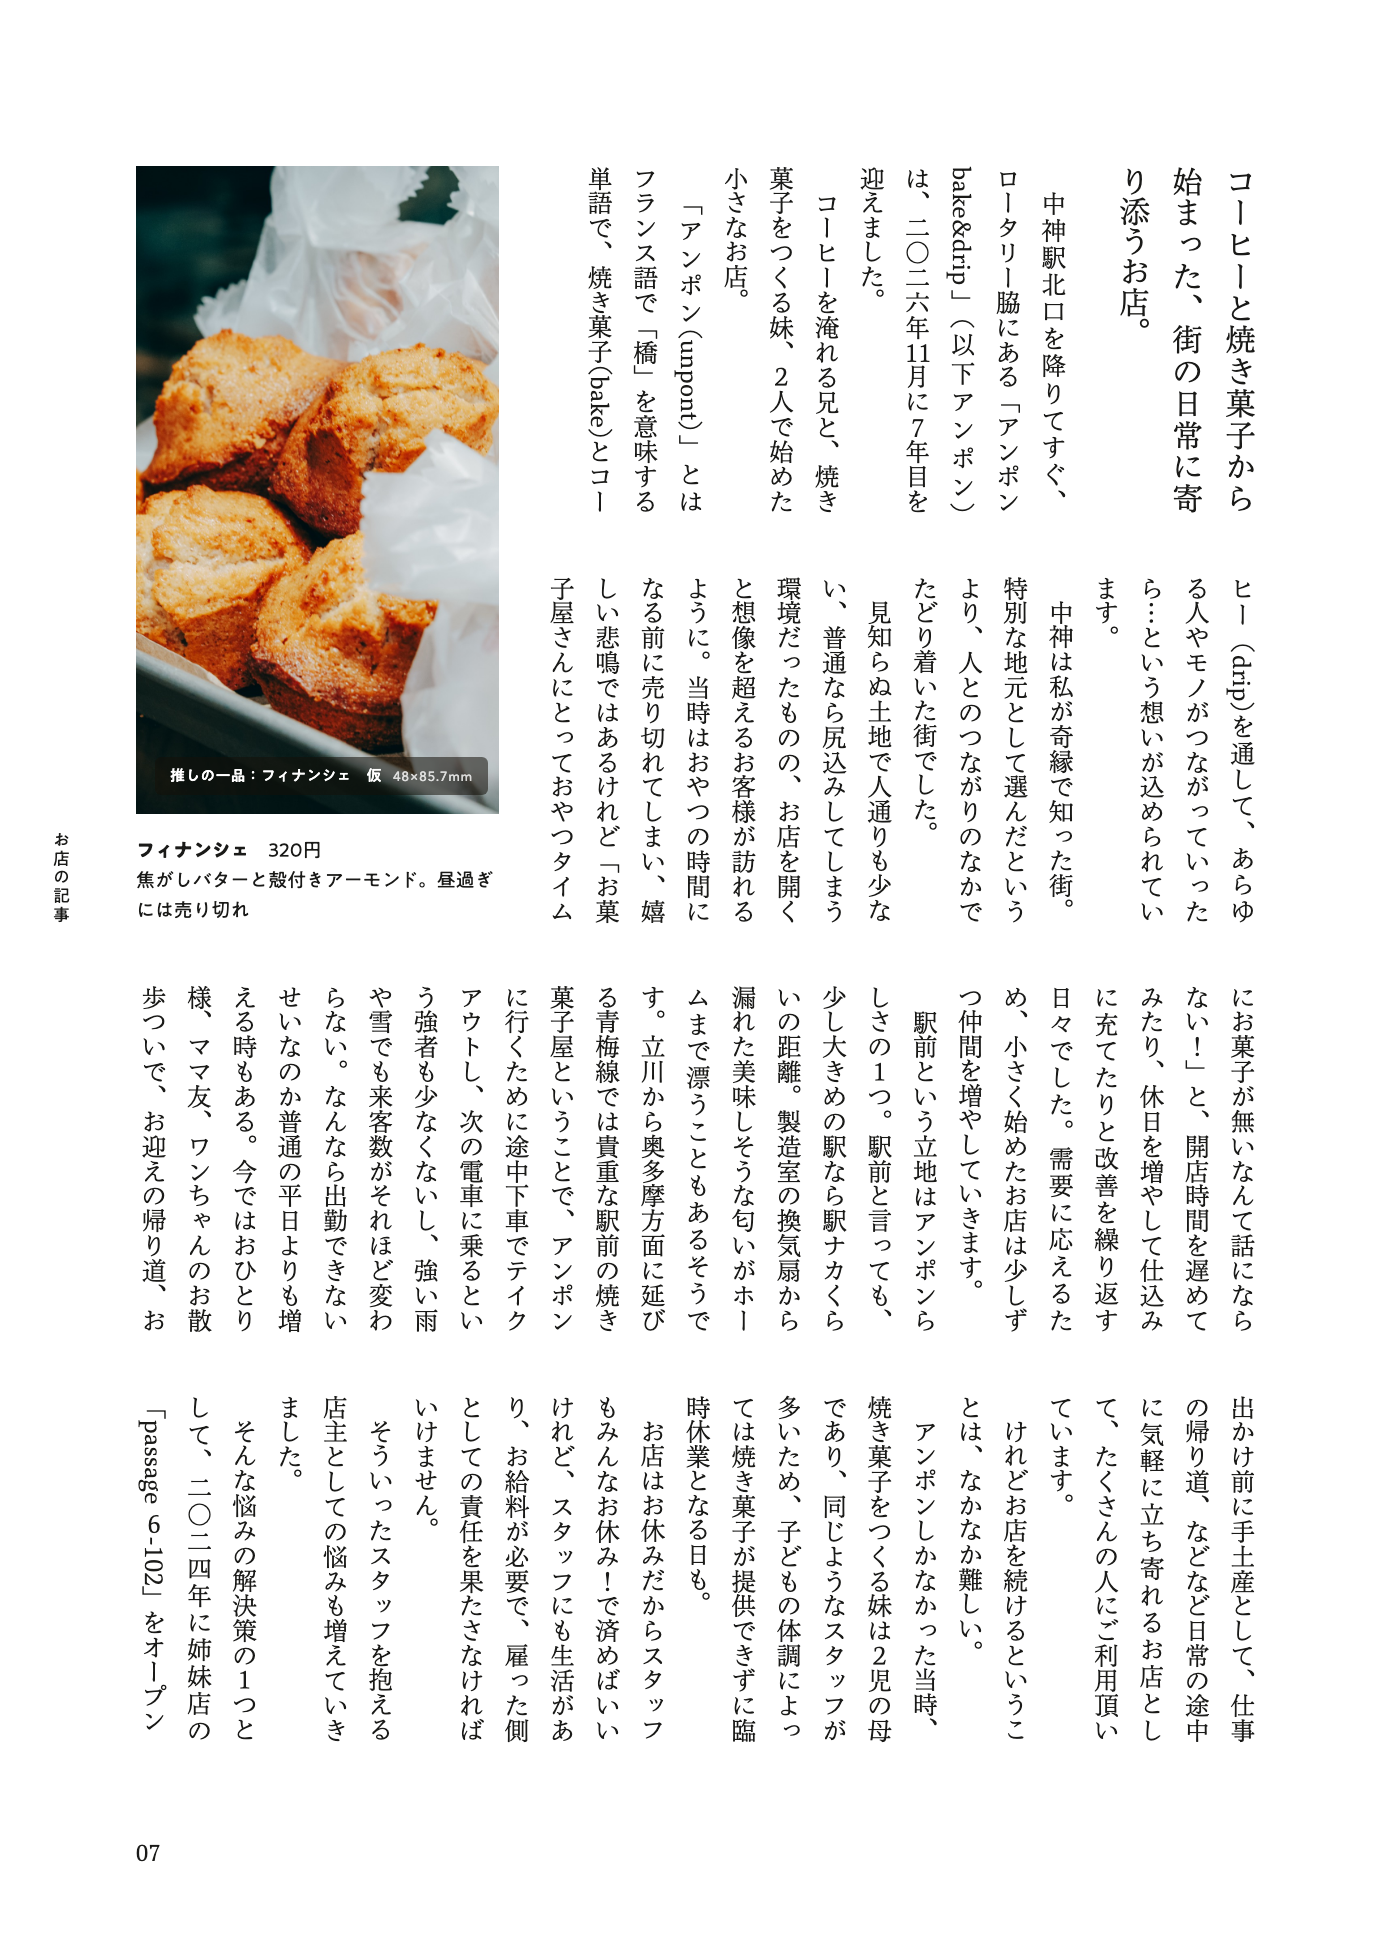 コーヒーと焼き菓子から
始まった、街の日常に寄
り添うお店。
中神駅北口を降りてすぐ、
ロータリー脇にある「アンポン
bake&drip」（以下アンポン）
は、二〇二六年11月に7年目を
迎えました。
コーヒーを淹れる兄と、焼き
菓子をつくる妹、2人で始めた
小さなお店。
「アンポン(unpont)」とは
フランス語で「橋」を意味する
単語で、焼き菓子(bake)とコー
ヒー（drip)を通して、あらゆ
る人やモノがつながっていった
ら…という想いが込められてい
ます。
中神は私が奇縁で知った街。
特別な地元として選んだという
より、人とのつながりのなかで
たどり着いた街でした。
見知らぬ土地で人通りも少な
い、普通なら尻込みしてしまう
環境だったものの、お店を開く
と想像を超えるお客様が訪れる
ように。当時はおやつの時間に
なる前に売り切れてしまい、嬉
しい悲鳴ではあるけれど「お菓
子屋さんにとっておやつタイム
にお菓子が無いなんて話になら
ない！」と、開店時間を遅めて
みたり、休日を増やして仕込み
に充てたりと改善を繰り返す
日々でした。需要に応えるた
め、小さく始めたお店は少しず
つ仲間を増やしていきます。
駅前という立地はアンポンら
しさの1つ。駅前と言っても、
少し大きめの駅なら駅ナカくら
いの距離。製造室の換気扇から
漏れた美味しそうな匂いがホー
ムまで漂うこともあるそうで
す。立川から奥多摩方面に延び
る青梅線では貴重な駅前の焼き
菓子屋ということで、アンポン
に行くために途中下車でテイク
アウトし、次の電車に乗るとい
う強者も少なくないし、強い雨
や雪でも来客数がそれほど変わ
らない。なんなら出勤できない
せいなのか普通の平日よりも増
える時もある。今ではおひとり
様、ママ友、ワンちゃんのお散
歩ついで、お迎えの帰り道、お
出かけ前に手土産として、仕事
の帰り道、などなど日常の途中
に気軽に立ち寄れるお店とし
て、たくさんの人にご利用頂い
ています。
けれどお店を続けるというこ
とは、なかなか難しい。
アンポンしかなかった当時、
焼き菓子をつくる妹は2児の母
であり、同じようなスタッフが
多いため、子どもの体調によっ
ては焼き菓子が提供できずに臨
時休業となる日も。
お店はお休みだからスタッフ
もみんなお休み！で済めばいい
けれど、スタッフにも生活があ
り、お給料が必要で、雇った側
としての責任を果たさなければ
いけません。
そういったスタッフを抱える
店主としての悩みも増えていき
ました。
そんな悩みの解決策の1つと
して、二〇二四年に姉妹店の
「passage 6-102」をオープン
推しの一品：フィナンシェ　仮 48×85.7mm
フィナンシェ　320円
焦がしバターと殻付きアーモンド。昼過ぎ
には売り切れ
お店の記事
07